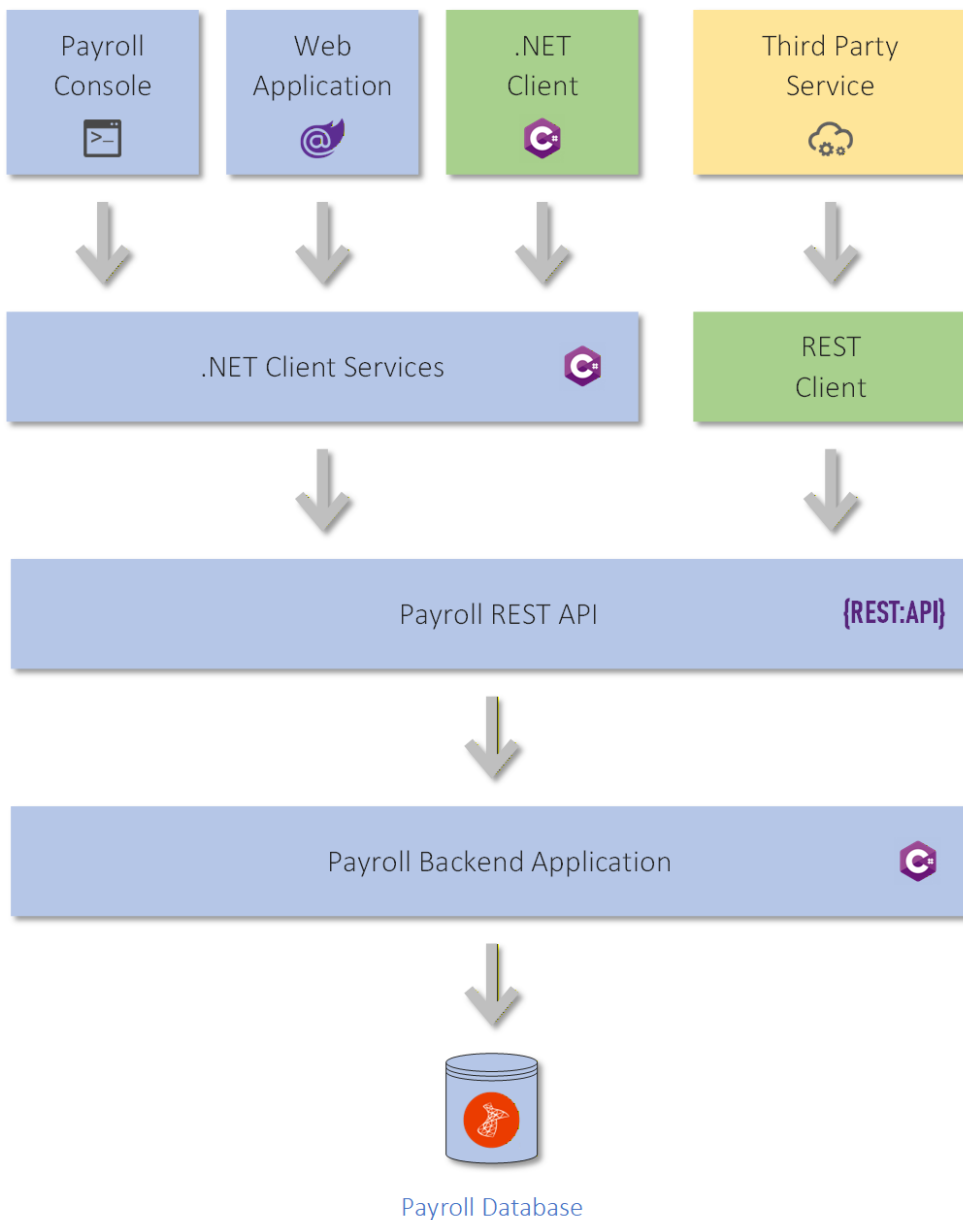 Payroll
Console
>_
Web
Application
@
.NET
Client
C#
Third Party
Service
.NET Client Services
C#
REST
Client
Payroll REST API
{REST:API}
Payroll Backend Application
C#
Payroll Database